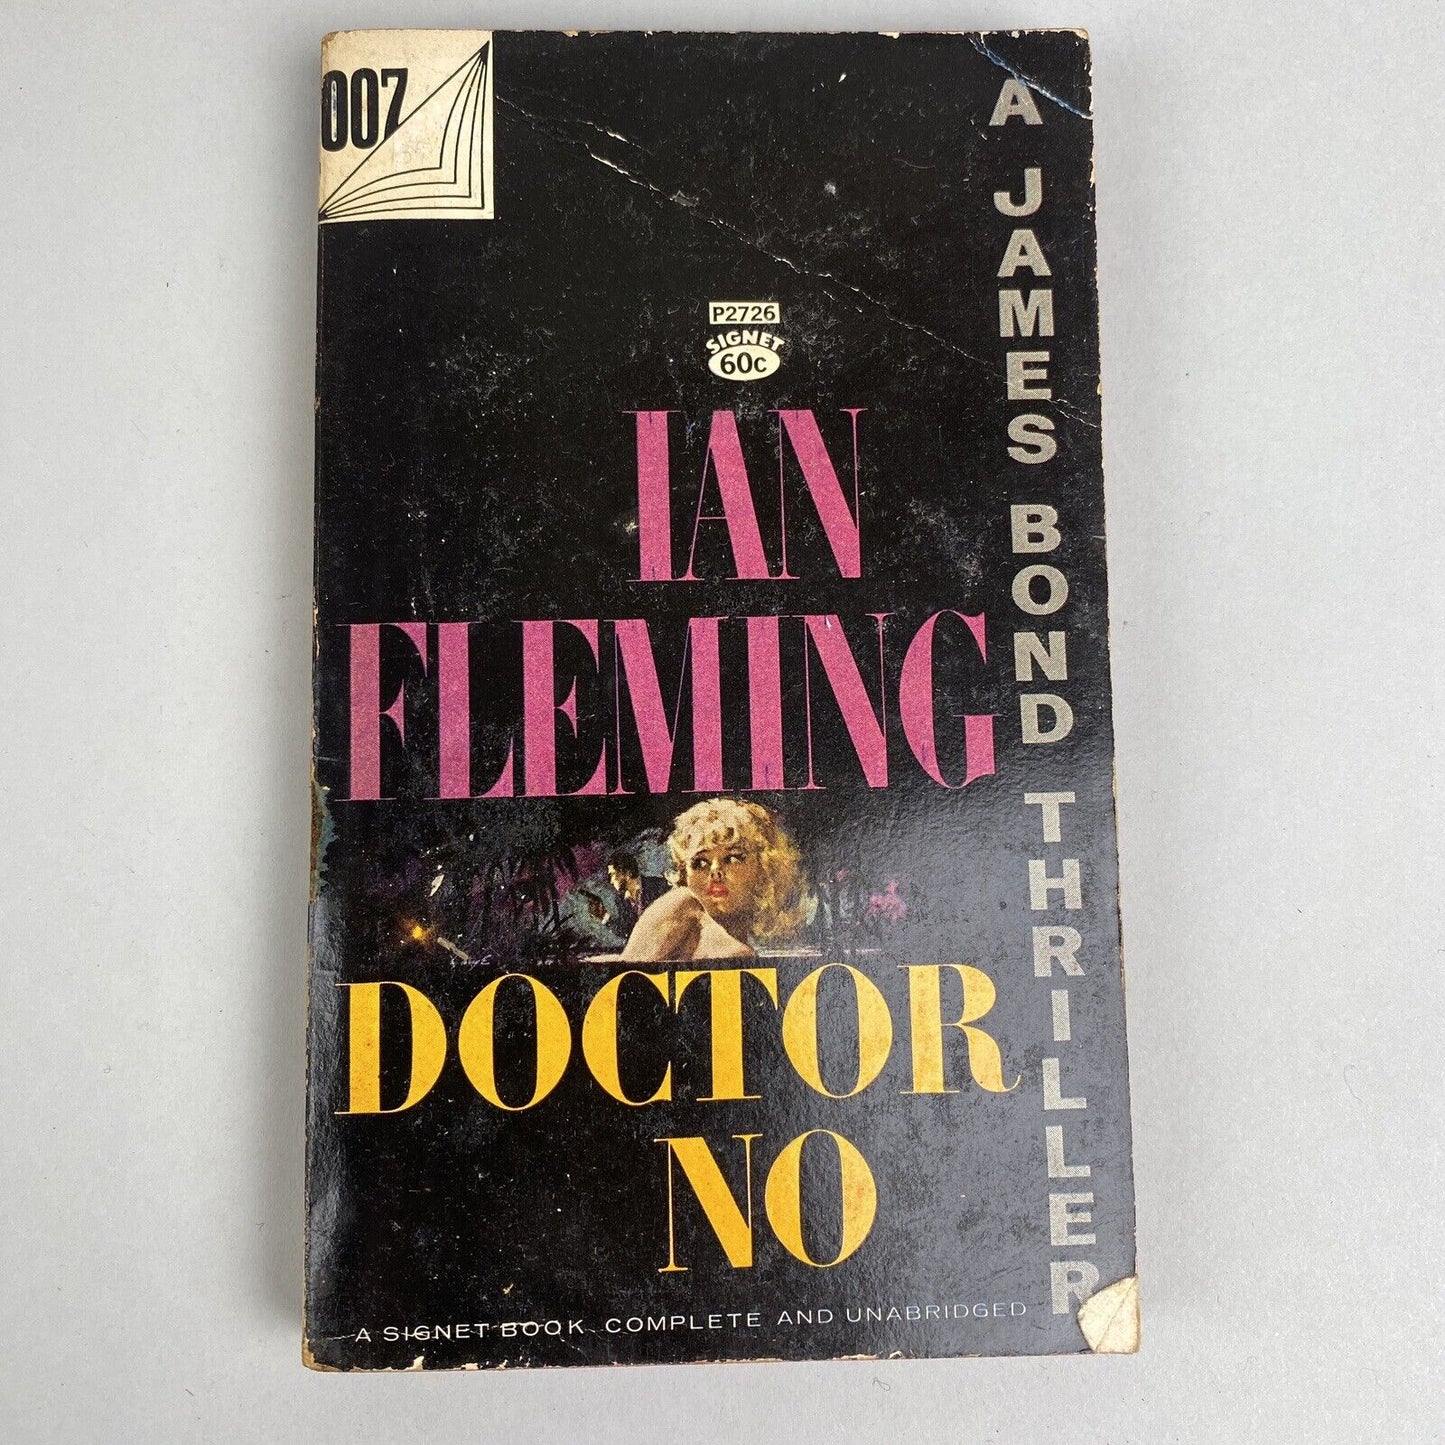 007
P2726
SIGNET
60c
IAN
FLEMING
DOCTOR
NO
A JAMES BOND THRILLER
A SIGNET BOOK COMPLETE AND UNABRIDGED